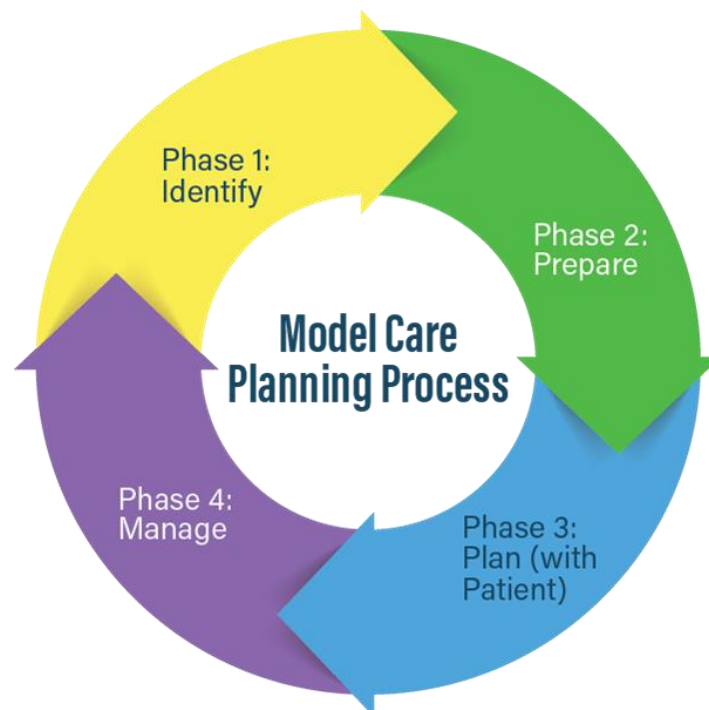 Phase 1:
Identify
Phase 2:
Prepare
Model Care
Planning Process
Phase 3:
Plan (with
Patient)
Phase 4:
Manage